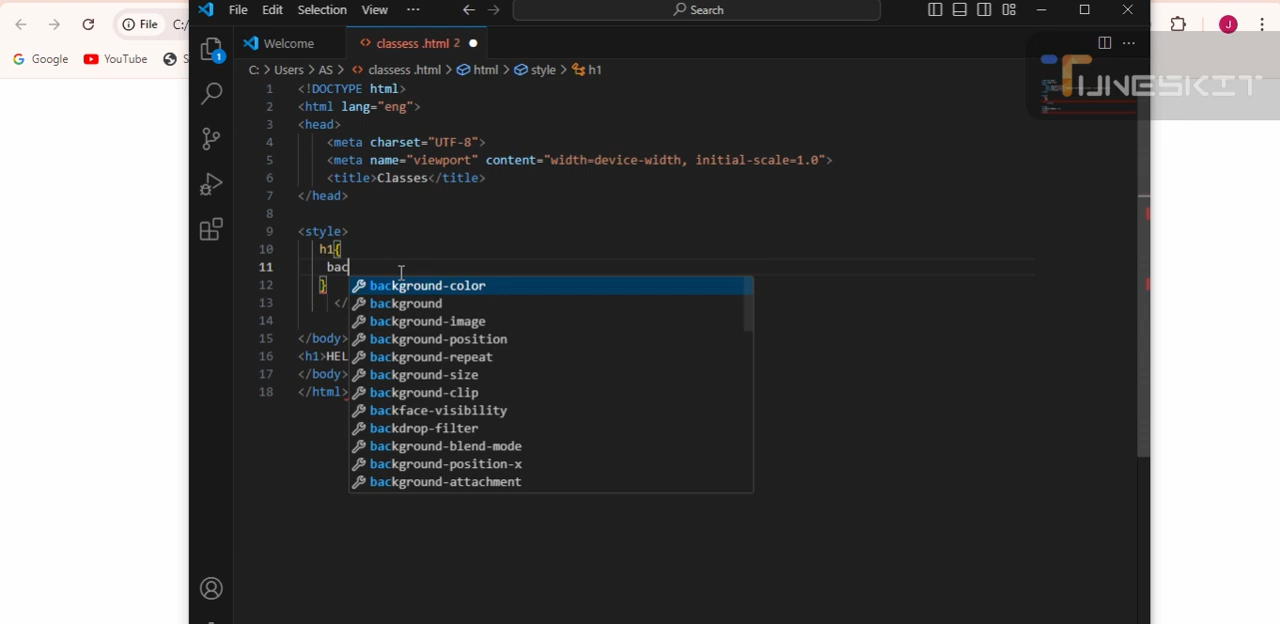 File Edit Selection View ··· Search
File C:/
Google YouTube S
J
1
Welcome classess .html 2
C: > Users > AS > classess .html > html > style > h1
TUNESKIT
1 <!DOCTYPE html>
2 <html lang="eng">
3 <head>
4 <meta charset="UTF-8">
5 <meta name="viewport" content="width=device-width, initial-scale=1.0">
6 <title>Classes</title>
7 </head>
8
9 <style>
10 h1{
11 bac
12 }
13 </
14
15 </body>
16 <h1>HEL
17 </body>
18 </html>
background-color
background
background-image
background-position
background-repeat
background-size
background-clip
backface-visibility
backdrop-filter
background-blend-mode
background-position-x
background-attachment